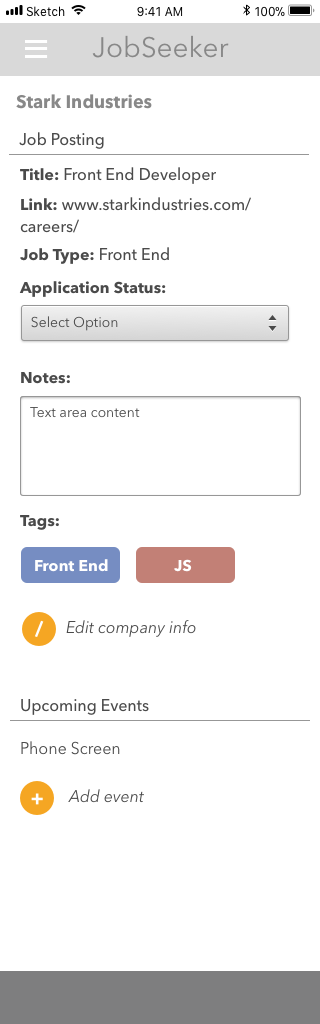 Sketch 9:41 AM 100%
JobSeeker
Stark Industries
Job Posting
Title: Front End Developer
Link: www.starkindustries.com/
careers/
Job Type: Front End
Application Status:
Select Option
Notes:
Text area content
Tags:
Front End JS
/ Edit company info
Upcoming Events
Phone Screen
+ Add event